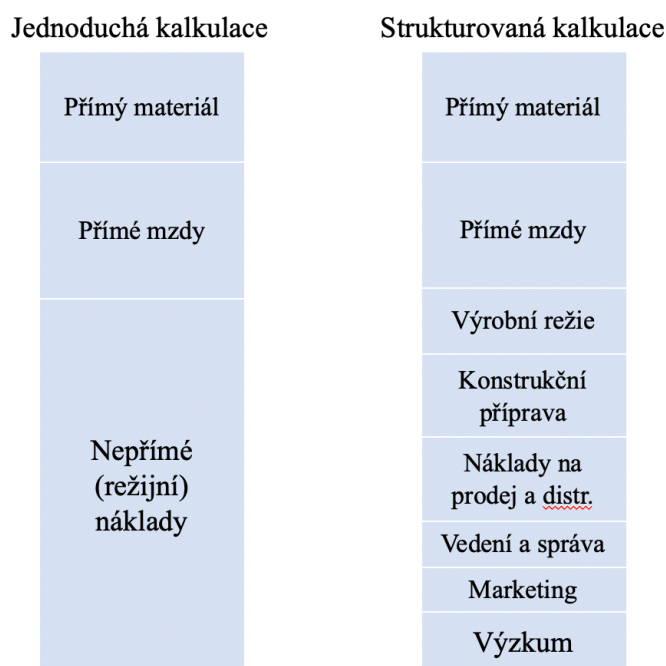 Jednoduchá kalkulace
Přímý materiál
Přímé mzdy
Nepřímé
(režijní)
náklady
Strukturovaná kalkulace
Přímý materiál
Přímé mzdy
Výrobní režie
Konstrukční
příprava
Náklady na
prodej a distr.
Vedení a správa
Marketing
Výzkum